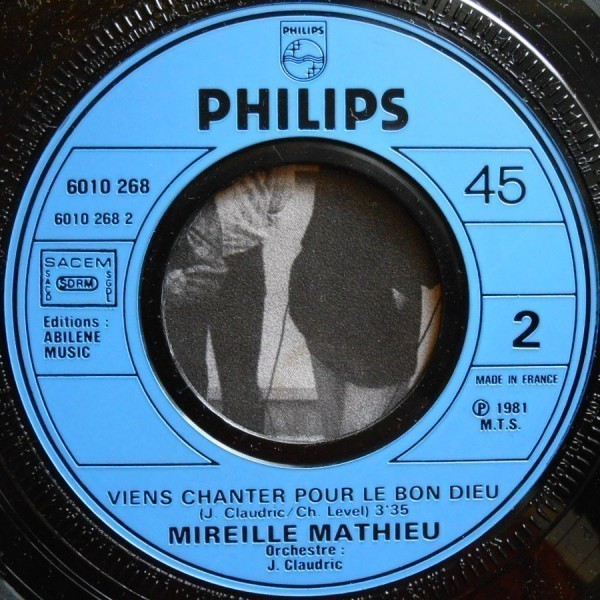 PHILIPS
PHILIPS
6010 268
6010 268 2
SACEM
SACD
SDRM
SGDL
Editions :
ABILENE
MUSIC
45
2
MADE IN FRANCE
℗ 1981
M.T.S.
VIENS CHANTER POUR LE BON DIEU
(J. Claudric/Ch. Level) 3'35
MIREILLE MATHIEU
Orchestre :
J. Claudric